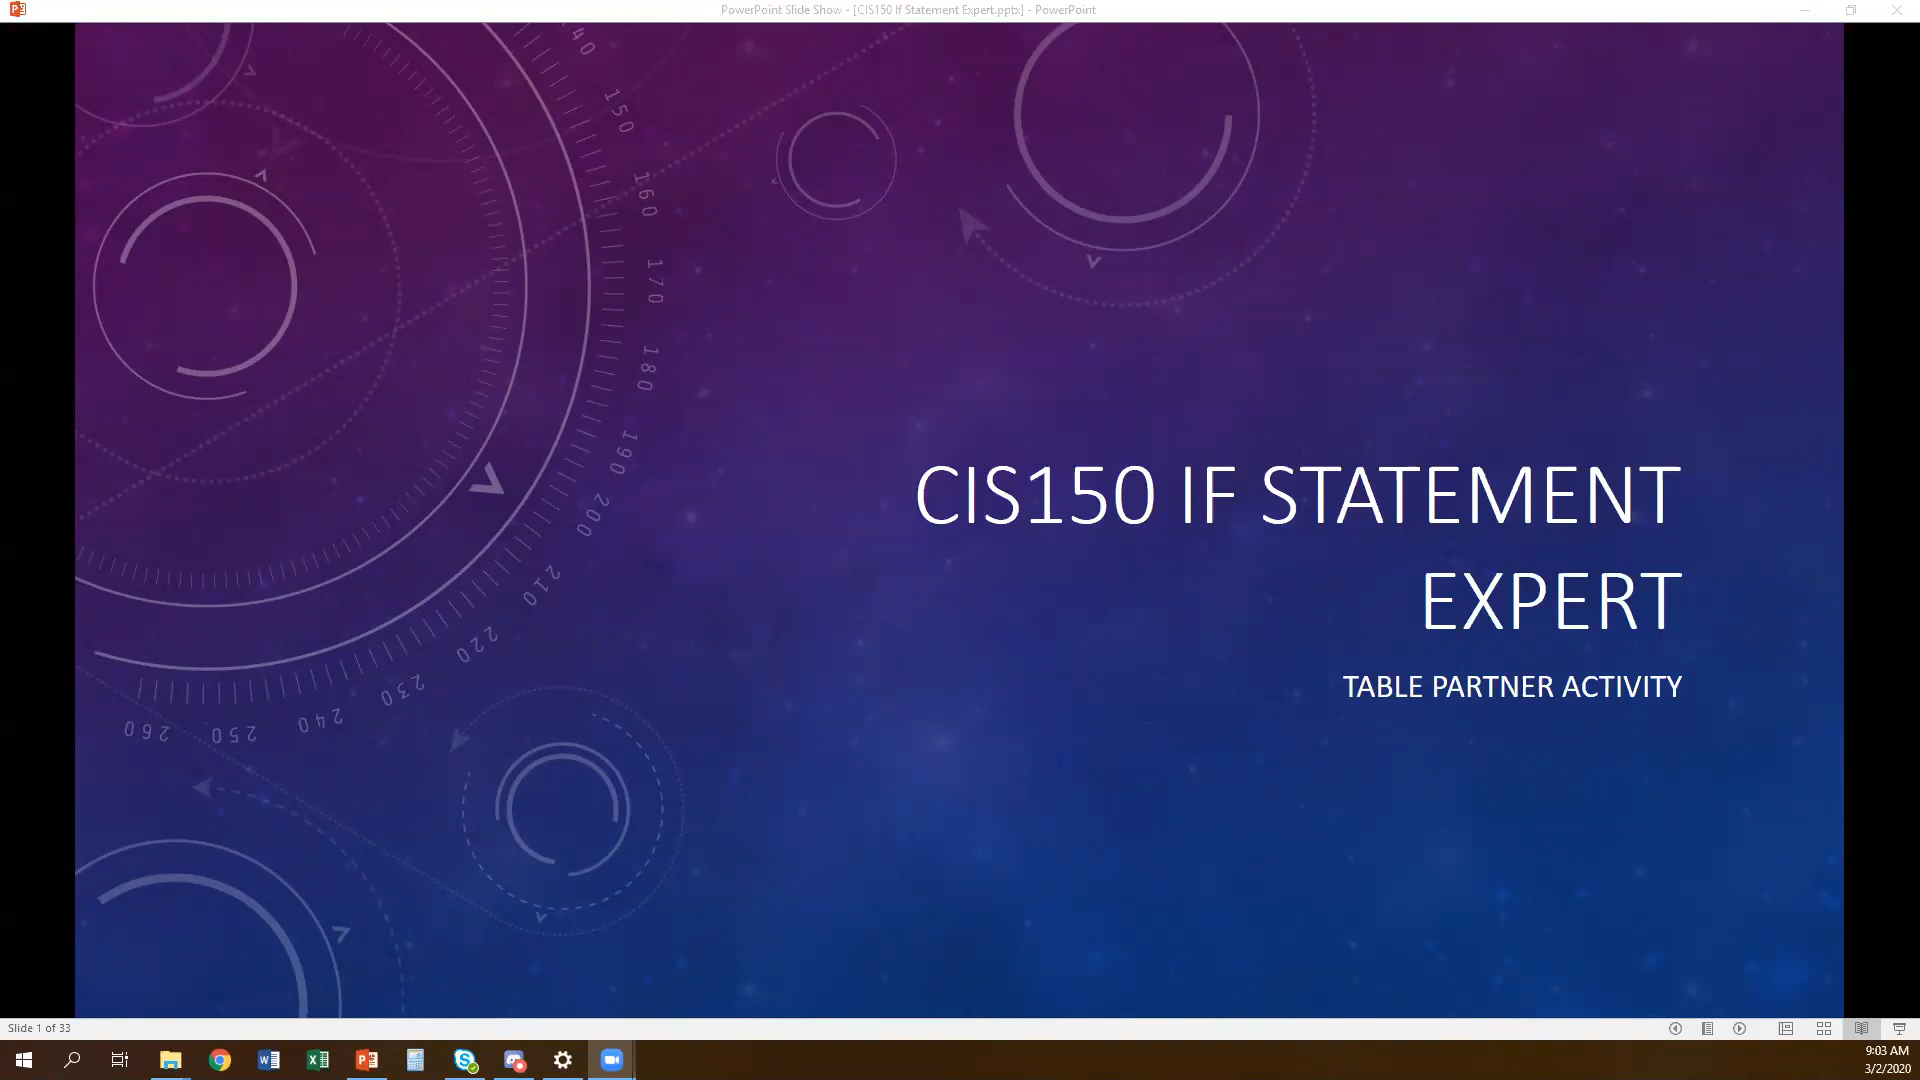 PowerPoint Slide Show - [CIS150 If Statement Expert.pptx] - PowerPoint
40
150
160
170
180
190
200
210
220
230
240
250
260
CIS150 IF STATEMENT
EXPERT
TABLE PARTNER ACTIVITY
Slide 1 of 33
9:03 AM
3/2/2020